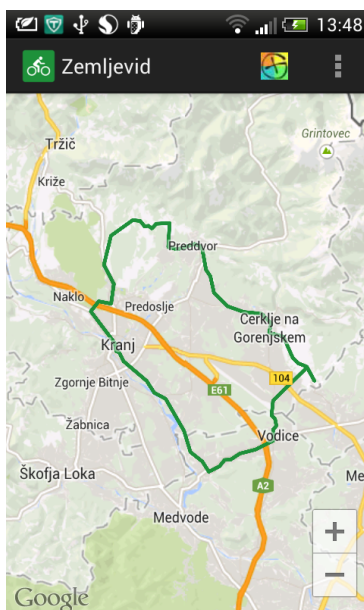 13:48
Zemljevid
Grintovec
Tržič
Križe
Preddvor
Naklo
Predoslje
Cerklje na
Gorenjskem
Kranj
104
Zgornje Bitnje
E61
Žabnica
Vodice
Škofja Loka
A2
Me
Medvode
+
−
Google